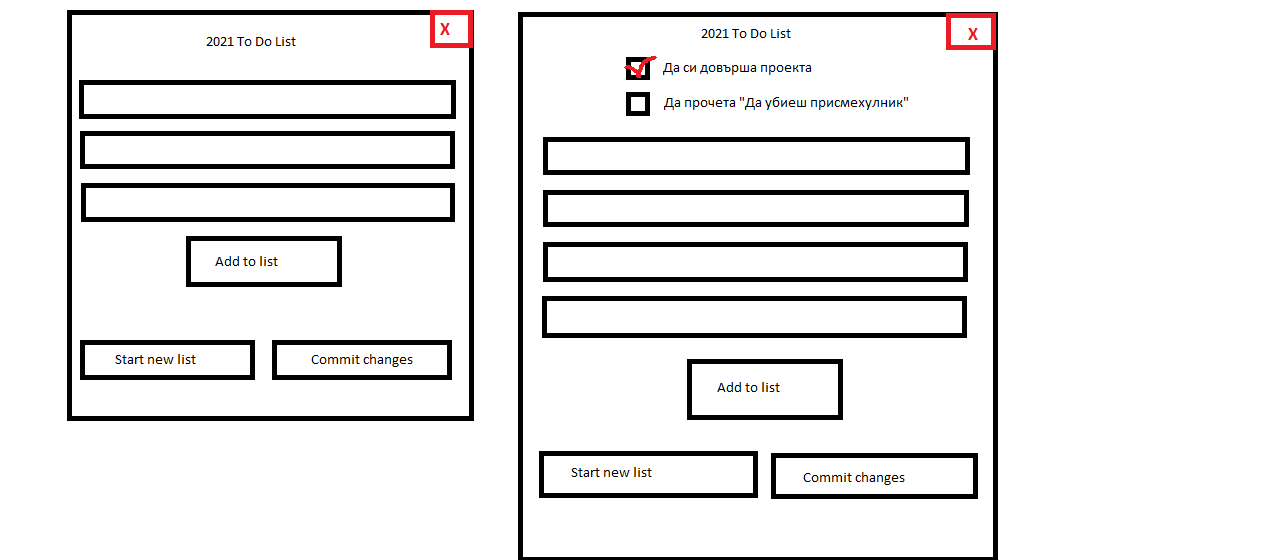 2021 To Do List
X
Add to list
Start new list
Commit changes
2021 To Do List
X
Да си довърша проекта
Да прочета "Да убиеш присмехулник"
Add to list
Start new list
Commit changes